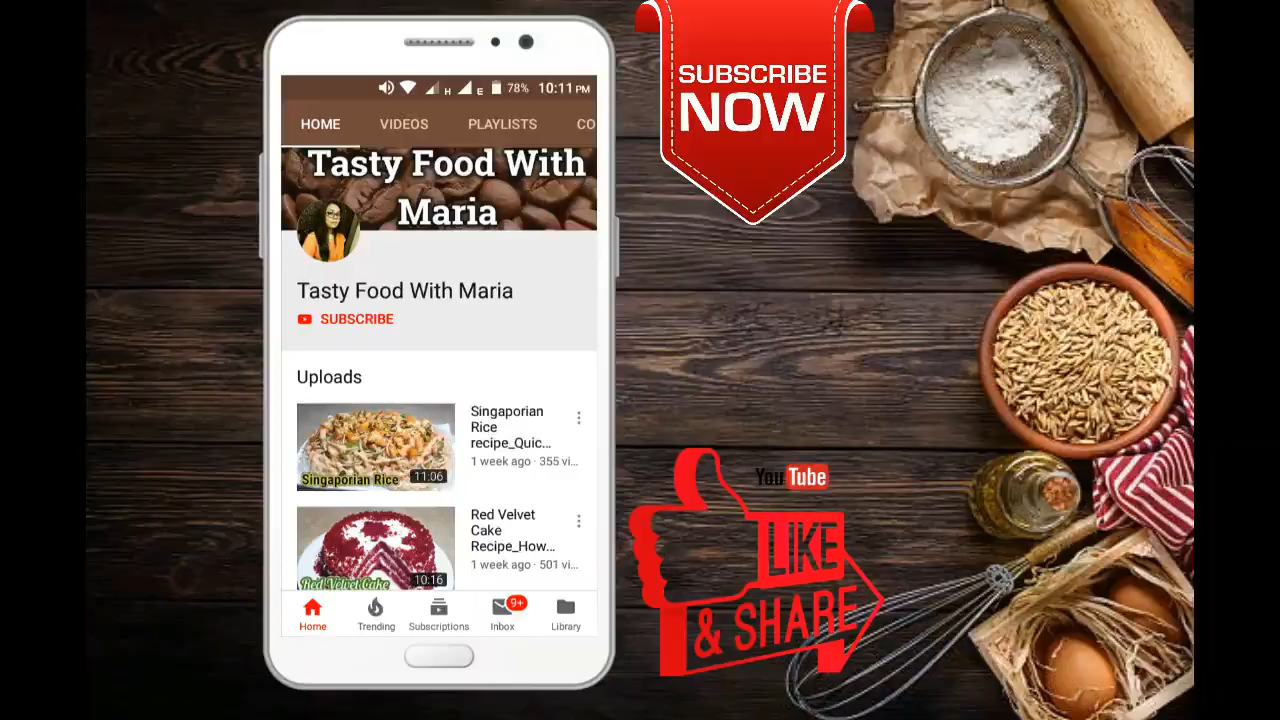 78% 10:11 PM
H E
HOME VIDEOS PLAYLISTS CO
Tasty Food With
Maria
Tasty Food With Maria
SUBSCRIBE
Uploads
Singaporian
Rice
recipe_Quic...
1 week ago · 355 vi...
Singaporian Rice
11:06
Red Velvet
Cake
Recipe_How...
1 week ago · 501 vi...
Red Velvet Cake
10:16
9+
Home Trending Subscriptions Inbox Library
SUBSCRIBE
NOW
YouTube
LIKE
& SHARE